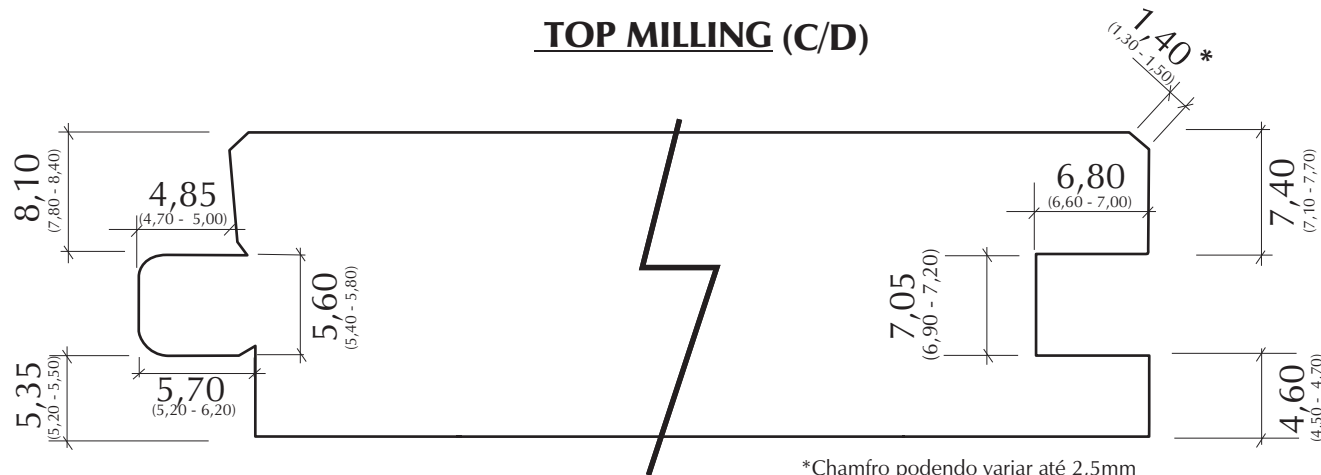 TOP MILLING (C/D)
1,40 *
(1,30 - 1,50)
8,10
(7,80 - 8,40)
4,85
(4,70 - 5,00)
6,80
(6,60 - 7,00)
7,40
(7,10 - 7,70)
5,60
(5,40 - 5,80)
7,05
(6,90 - 7,20)
5,35
(5,20 - 5,50)
5,70
(5,20 - 6,20)
4,60
(4,50 - 4,70)
*Chamfro podendo variar até 2,5mm